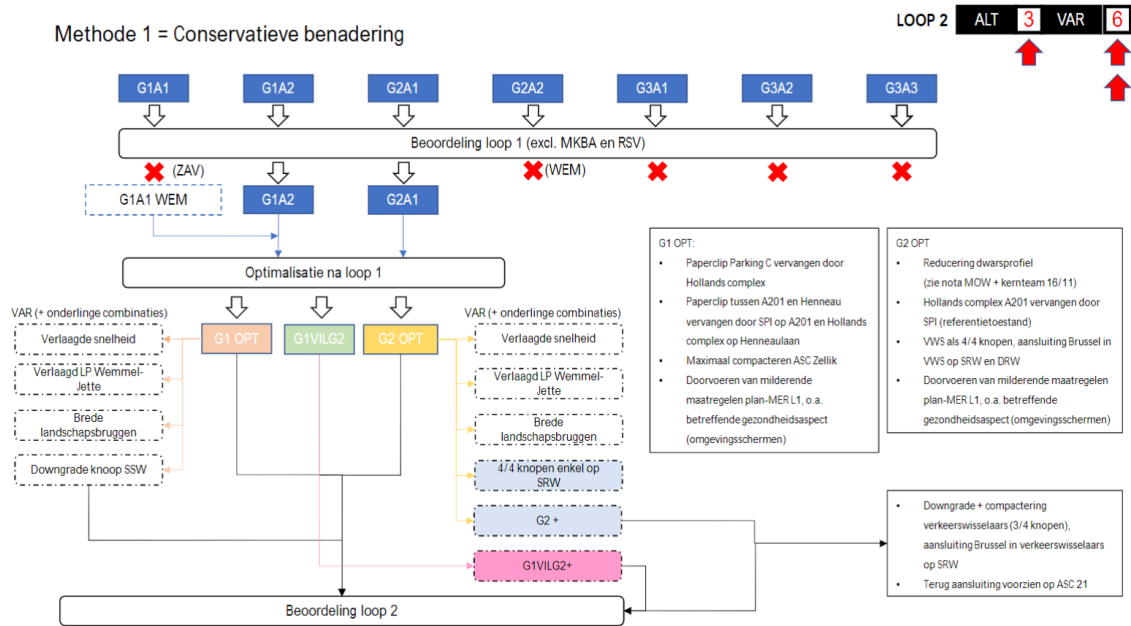 LOOP 2 ALT 3 VAR 6
Methode 1 = Conservatieve benadering
G1A1 G1A2 G2A1 G2A2 G3A1 G3A2 G3A3
Beoordeling loop 1 (excl. MKBA en RSV)
(ZAV) (WEM)
G1A1 WEM G1A2 G2A1
Optimalisatie na loop 1
VAR (+ onderlinge combinaties)
G1 OPT G1VILG2 G2 OPT
VAR (+ onderlinge combinaties)
Verlaagde snelheid
Verlaagd LP Wemmel-
Jette
Brede
landschapsbruggen
Downgrade knoop SSW
Verlaagde snelheid
Verlaagd LP Wemmel-
Jette
Brede
landschapsbruggen
4/4 knopen enkel op
SRW
G2 +
G1VILG2+
Beoordeling loop 2
G1 OPT:
• Paperclip Parking C vervangen door
Hollands complex
• Paperclip tussen A201 en Henneau
vervangen door SPI op A201 en Hollands
complex op Henneaulaan
• Maximaal compacteren ASC Zellik
• Doorvoeren van milderende
maatregelen plan-MER L1, o.a.
betreffende gezondheidsaspect
(omgevingsschermen)
G2 OPT
• Reducering dwarsprofiel
(zie nota MOW + kernteam 16/11)
• Hollands complex A201 vervangen door
SPI (referentietoestand)
• VWS als 4/4 knopen, aansluiting Brussel in
VWS op SRW en DRW
• Doorvoeren van milderende maatregelen
plan-MER L1, o.a. betreffende
gezondheidsaspect (omgevingsschermen)
• Downgrade + compactering
verkeerswisselaars (3/4 knopen),
aansluiting Brussel in verkeerswisselaars
op SRW
• Terug aansluiting voorzien op ASC 21